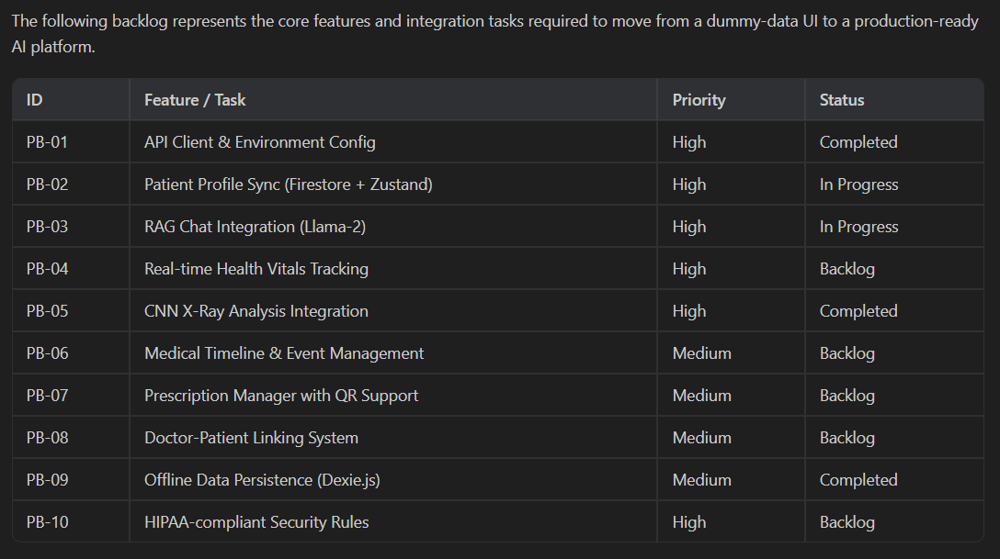 The following backlog represents the core features and integration tasks required to move from a dummy-data UI to a production-ready
AI platform.
ID Feature / Task Priority Status
PB-01 API Client & Environment Config High Completed
PB-02 Patient Profile Sync (Firestore + Zustand) High In Progress
PB-03 RAG Chat Integration (Llama-2) High In Progress
PB-04 Real-time Health Vitals Tracking High Backlog
PB-05 CNN X-Ray Analysis Integration High Completed
PB-06 Medical Timeline & Event Management Medium Backlog
PB-07 Prescription Manager with QR Support Medium Backlog
PB-08 Doctor-Patient Linking System Medium Backlog
PB-09 Offline Data Persistence (Dexie.js) Medium Completed
PB-10 HIPAA-compliant Security Rules High Backlog